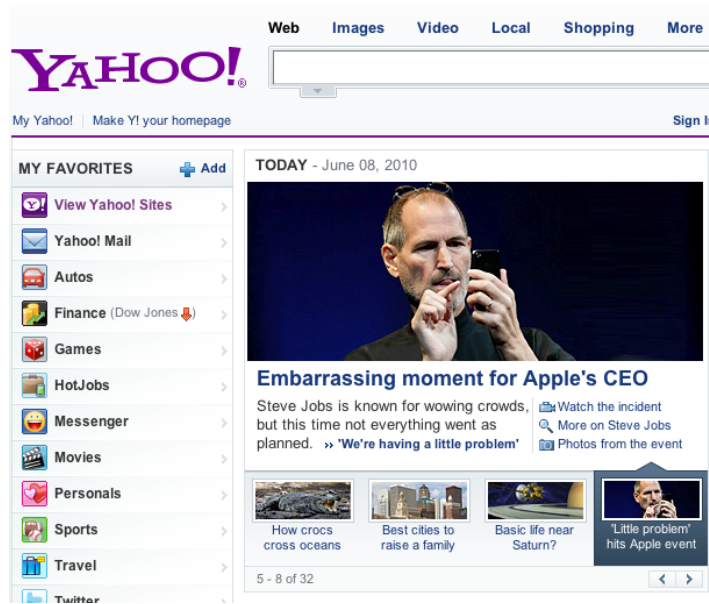 Web Images Video Local Shopping More
YAHOO!®
My Yahoo! Make Y! your homepage
Sign I
MY FAVORITES Add
View Yahoo! Sites
Yahoo! Mail
Autos
Finance (Dow Jones )
Games
HotJobs
Messenger
Movies
Personals
Sports
Travel
Twitter
TODAY - June 08, 2010
Embarrassing moment for Apple's CEO
Steve Jobs is known for wowing crowds,
but this time not everything went as
planned. » 'We're having a little problem'
Watch the incident
More on Steve Jobs
Photos from the event
How crocs
cross oceans
Best cities to
raise a family
Basic life near
Saturn?
'Little problem'
hits Apple event
5 - 8 of 32